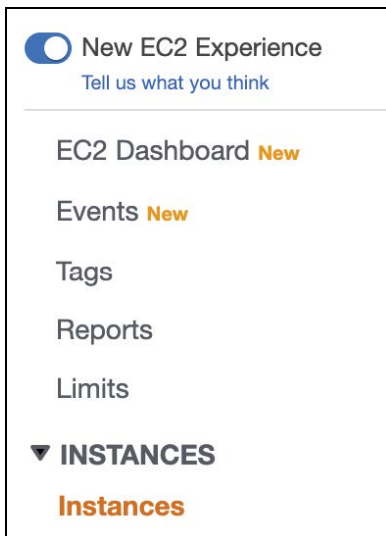 New EC2 Experience
Tell us what you think
EC2 Dashboard New
Events New
Tags
Reports
Limits
INSTANCES
Instances